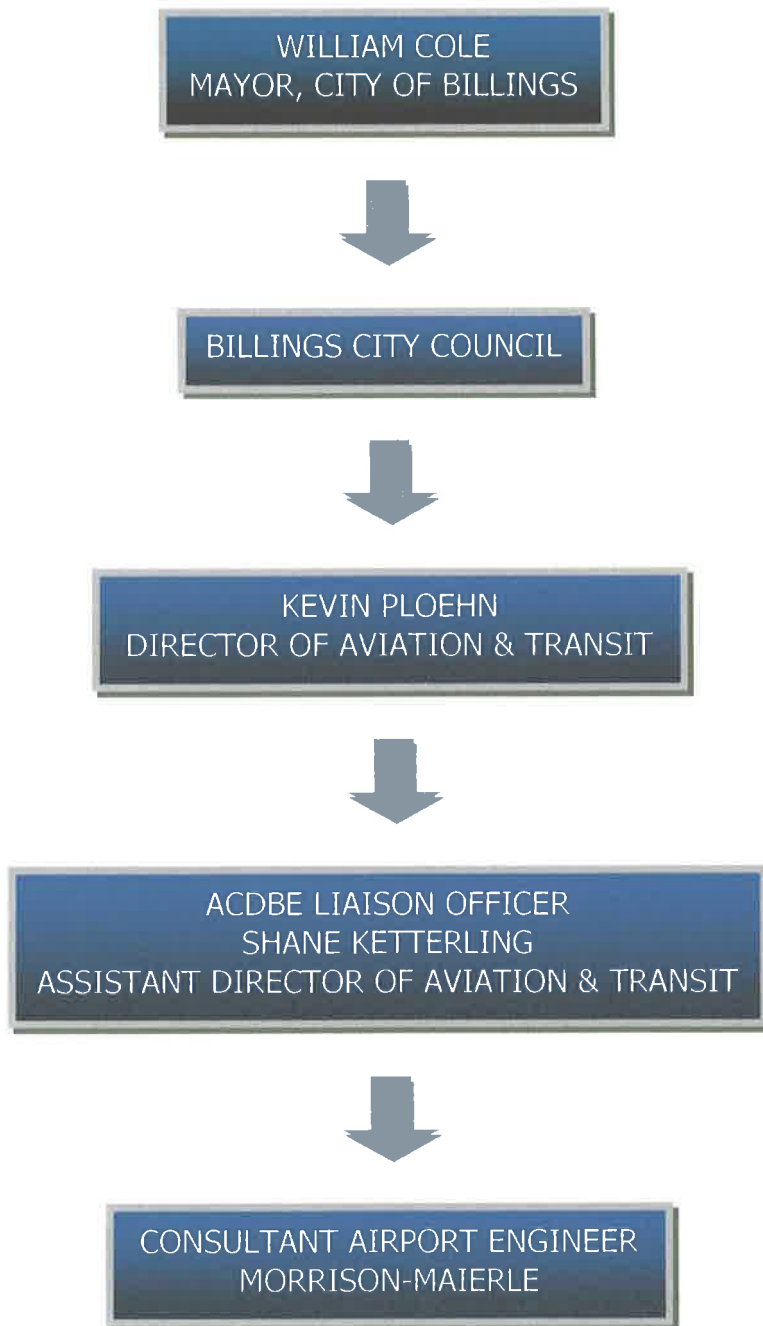 WILLIAM COLE
MAYOR, CITY OF BILLINGS
BILLINGS CITY COUNCIL
KEVIN PLOEHN
DIRECTOR OF AVIATION & TRANSIT
ACDBE LIAISON OFFICER
SHANE KETTERLING
ASSISTANT DIRECTOR OF AVIATION & TRANSIT
CONSULTANT AIRPORT ENGINEER
MORRISON-MAIERLE